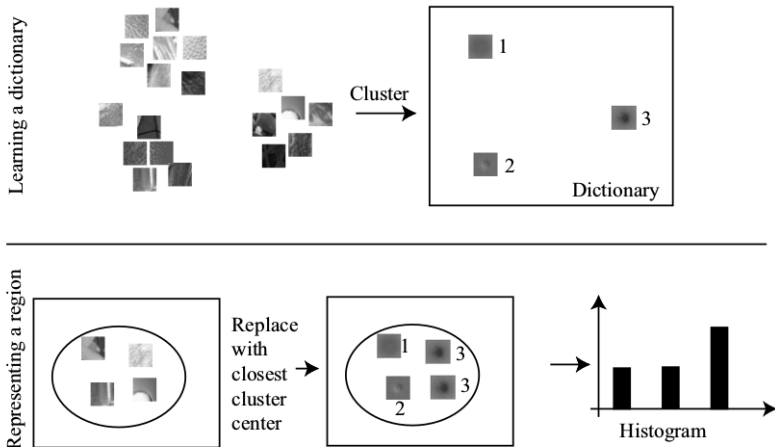 Learning a dictionary
Cluster
1
2
3
Dictionary
Representing a region
Replace
with
closest
cluster
center
1
3
2
3
Histogram